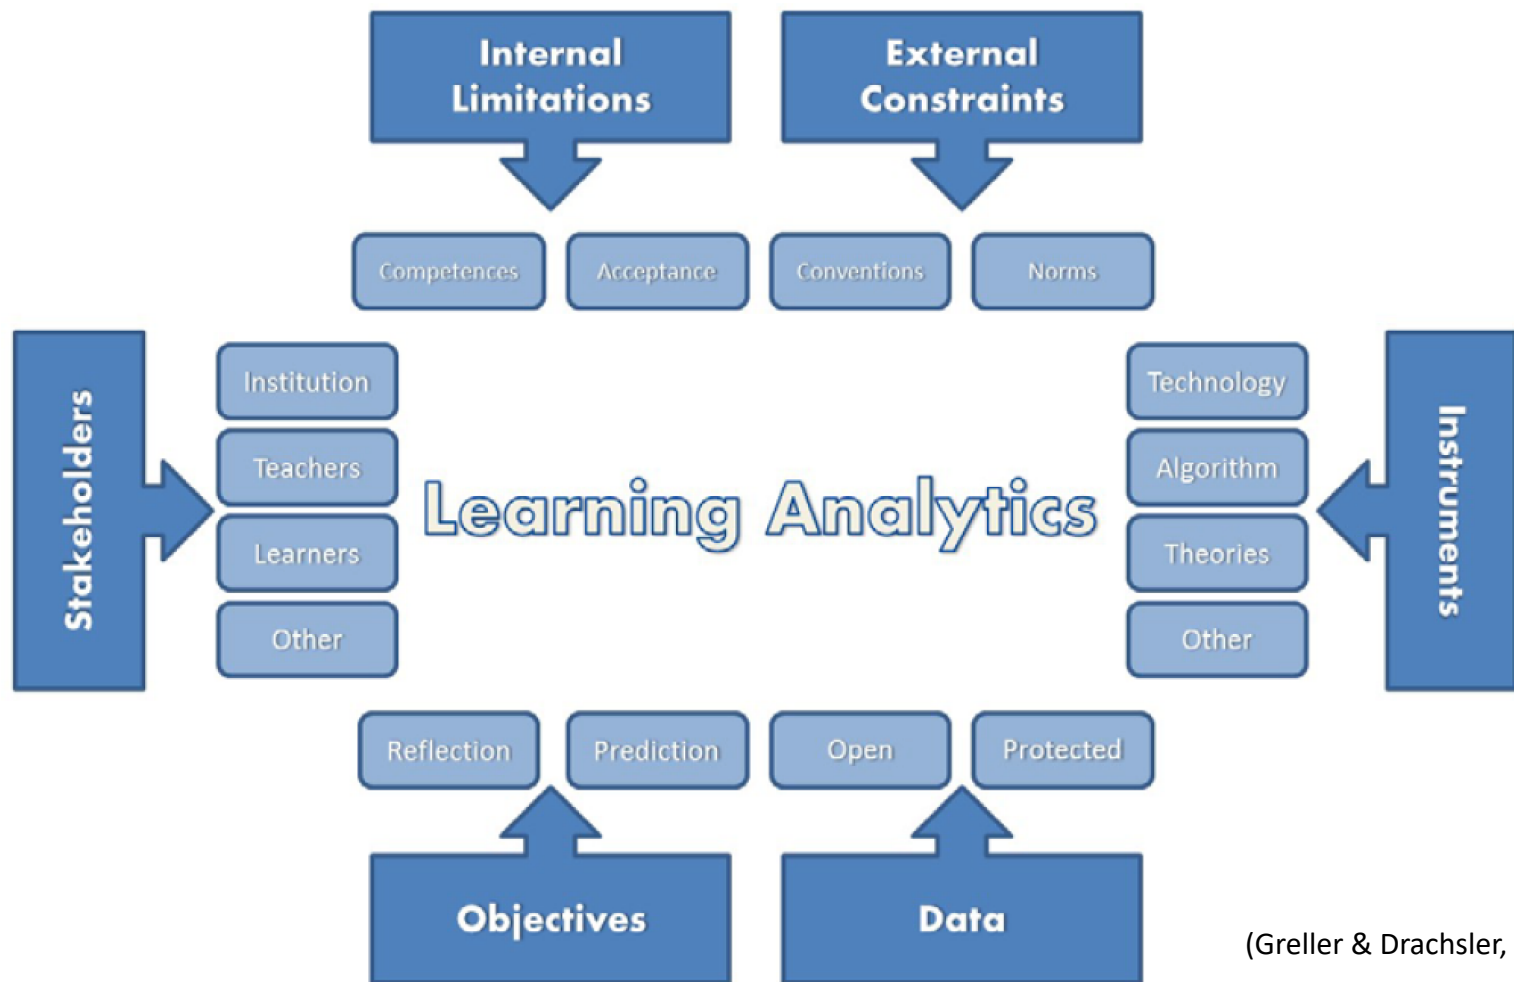 Internal
Limitations
External
Constraints
Competences
Acceptance
Conventions
Norms
Stakeholders
Institution
Teachers
Learners
Other
Learning Analytics
Technology
Algorithm
Theories
Other
Instruments
Reflection
Prediction
Open
Protected
Objectives
Data
(Greller & Drachsler,